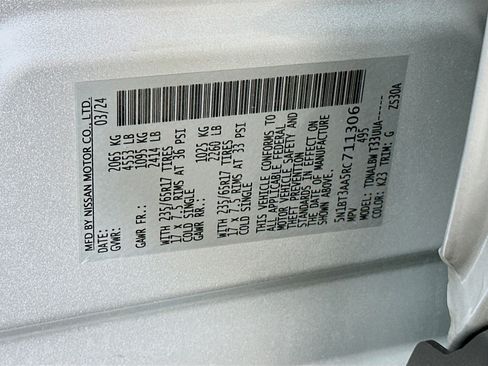 MFD BY NISSAN MOTOR CO., LTD.
DATE: 03/24
GVWR: 2065 KG
4553 LB
GAWR FR.: 1095 KG
2414 LB
WITH 235/65R17 TIRES
17 X 7.5 RIMS AT 36 PSI
COLD SINGLE
GAWR RR.: 1025 KG
2260 LB
WITH 235/65R17 TIRES
17 X 7.5 RIMS AT 33 PSI
COLD SINGLE
THIS VEHICLE CONFORMS TO
ALL APPLICABLE FEDERAL
MOTOR VEHICLE SAFETY AND
THEFT PREVENTION
STANDARDS IN EFFECT ON
THE DATE OF MANUFACTURE
SHOWN ABOVE.
5N1BT3AA5RC711306
MPV 495
MODEL: TDNALBW T33UUA-----
COLOR: K23 TRIM: G ZS30A